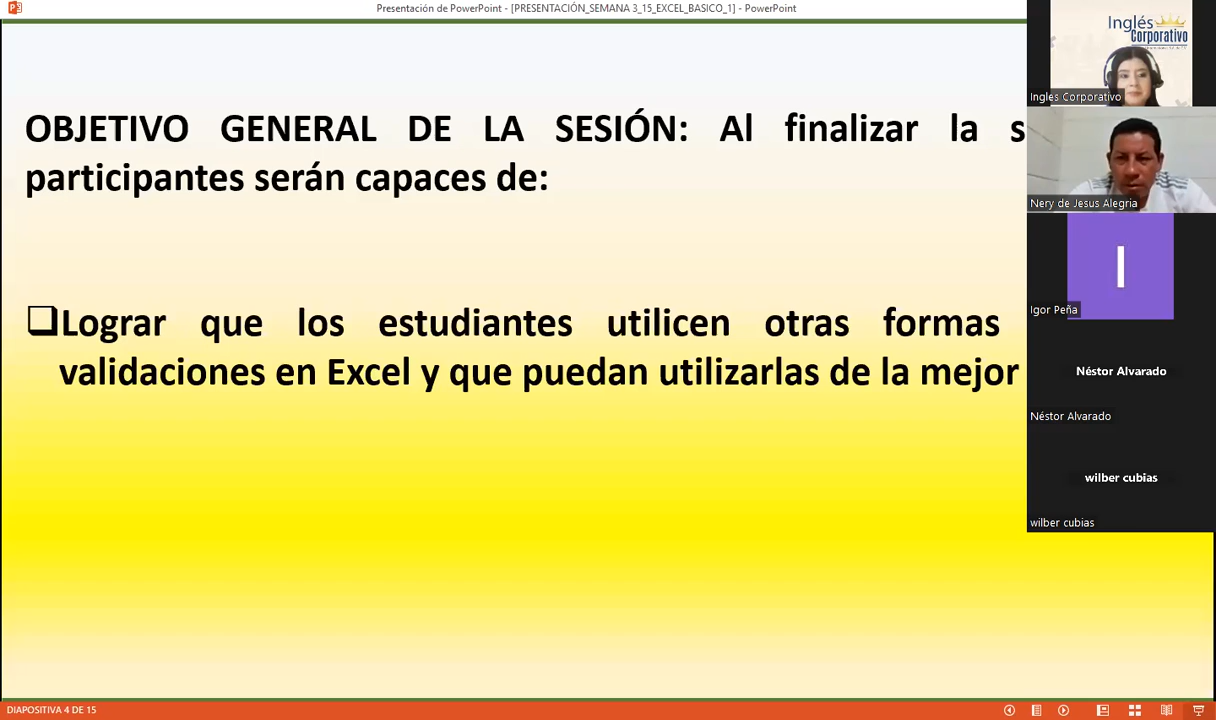 Presentación de PowerPoint - [PRESENTACIÓN_SEMANA 3_15_EXCEL_BASICO_1] - PowerPoint
OBJETIVO GENERAL DE LA SESIÓN: Al finalizar la s
participantes serán capaces de:
Lograr que los estudiantes utilicen otras formas
validaciones en Excel y que puedan utilizarlas de la mejor
Inglés
Corporativo
Ingles Corporativo
Nery de Jesus Alegria
I
Igor Peña
Néstor Alvarado
Néstor Alvarado
wilber cubias
wilber cubias
DIAPOSITIVA 4 DE 15